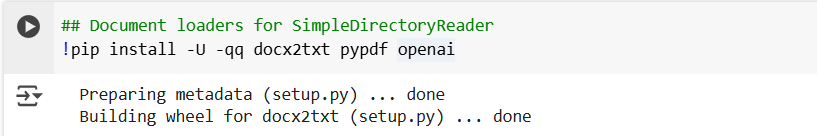 ## Document loaders for SimpleDirectoryReader
!pip install -U -qq docx2txt pypdf openai
Preparing metadata (setup.py) ... done
Building wheel for docx2txt (setup.py) ... done